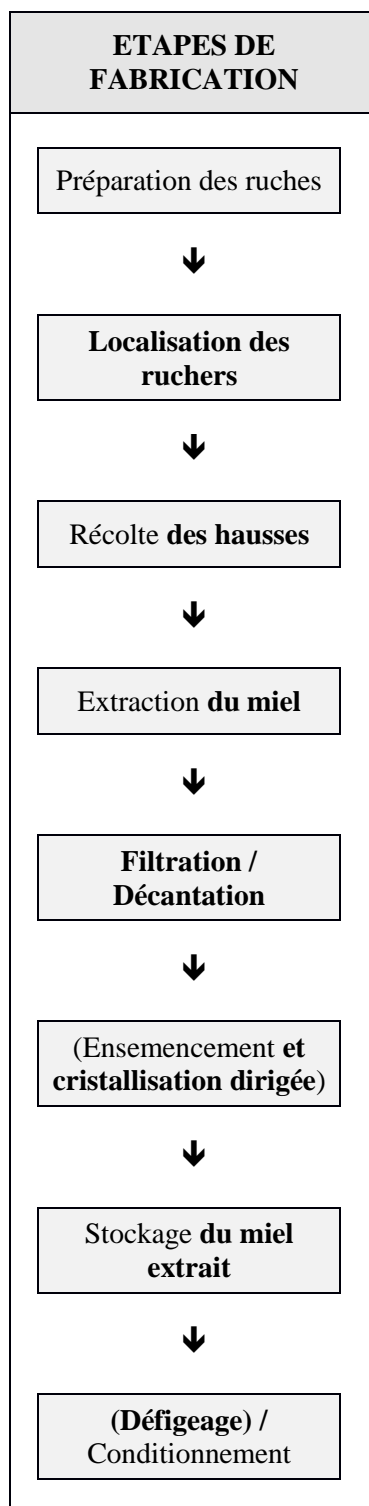 ETAPES DE
FABRICATION
Préparation des ruches
Localisation des
ruchers
Récolte des hausses
Extraction du miel
Filtration /
Décantation
(Ensemencement et
cristallisation dirigée)
Stockage du miel
extrait
(Défigeage) /
Conditionnement